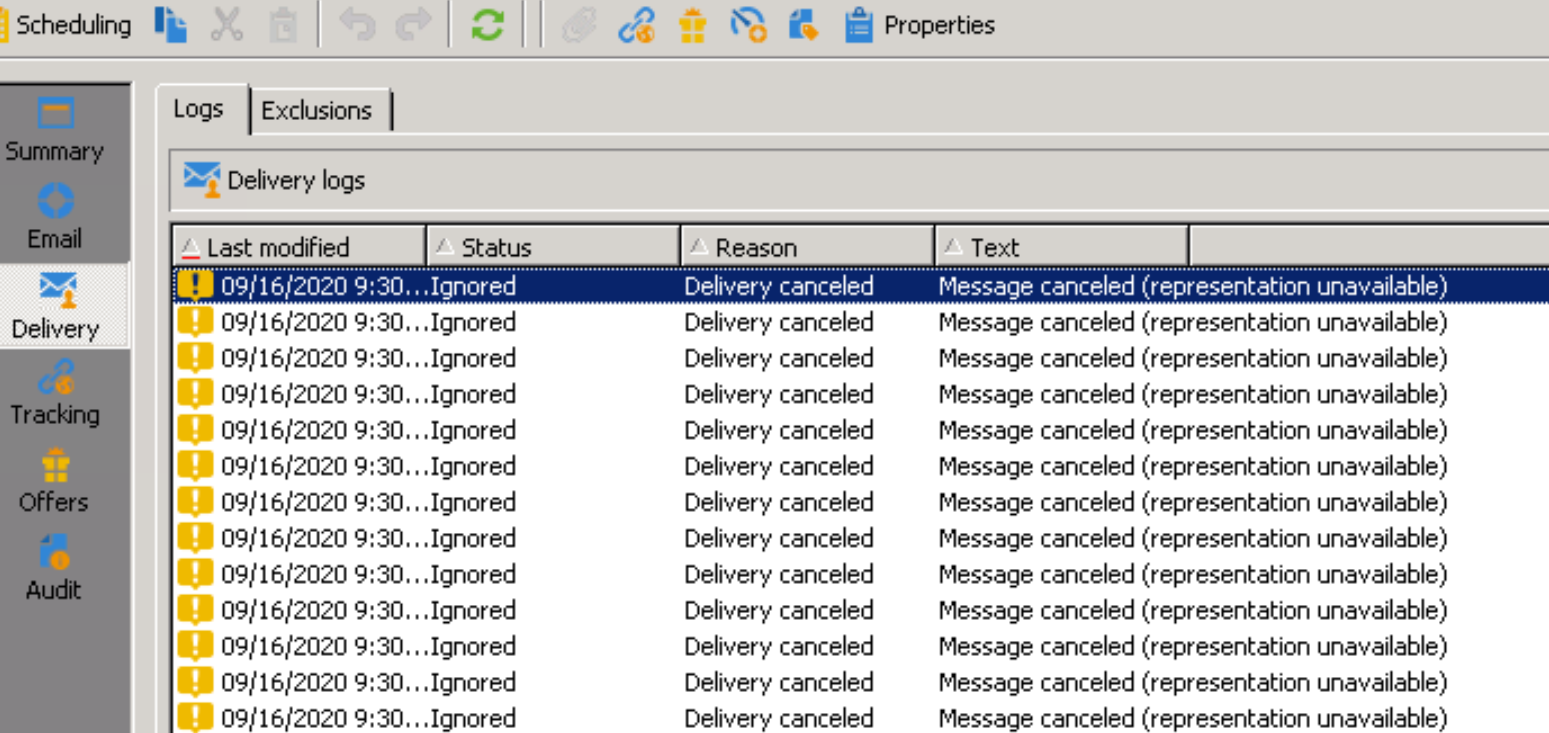 Scheduling Properties
Logs Exclusions
Summary
Delivery logs
Email
Last modified Status Reason Text
09/16/2020 9:30... Ignored Delivery canceled Message canceled (representation unavailable)
Delivery
09/16/2020 9:30... Ignored Delivery canceled Message canceled (representation unavailable)
09/16/2020 9:30... Ignored Delivery canceled Message canceled (representation unavailable)
09/16/2020 9:30... Ignored Delivery canceled Message canceled (representation unavailable)
Tracking
09/16/2020 9:30... Ignored Delivery canceled Message canceled (representation unavailable)
09/16/2020 9:30... Ignored Delivery canceled Message canceled (representation unavailable)
Offers
09/16/2020 9:30... Ignored Delivery canceled Message canceled (representation unavailable)
09/16/2020 9:30... Ignored Delivery canceled Message canceled (representation unavailable)
09/16/2020 9:30... Ignored Delivery canceled Message canceled (representation unavailable)
Audit
09/16/2020 9:30... Ignored Delivery canceled Message canceled (representation unavailable)
09/16/2020 9:30... Ignored Delivery canceled Message canceled (representation unavailable)
09/16/2020 9:30... Ignored Delivery canceled Message canceled (representation unavailable)
09/16/2020 9:30... Ignored Delivery canceled Message canceled (representation unavailable)